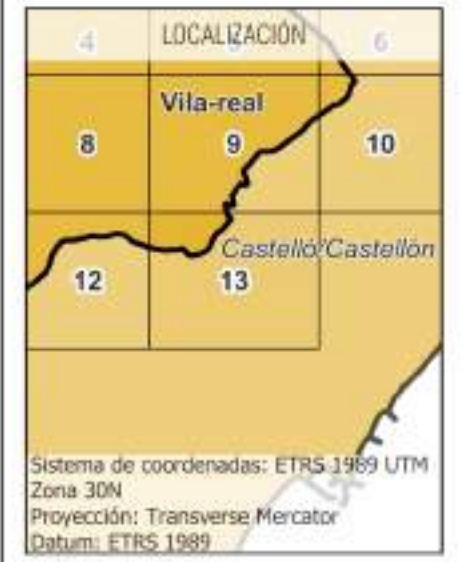 LOCALIZACIÓN
4 6
Vila-real
8 9 10
Castelló/Castellón
12 13
Sistema de coordenadas: ETRS 1989 UTM
Zona 30N
Proyección: Transverse Mercator
Datum: ETRS 1989